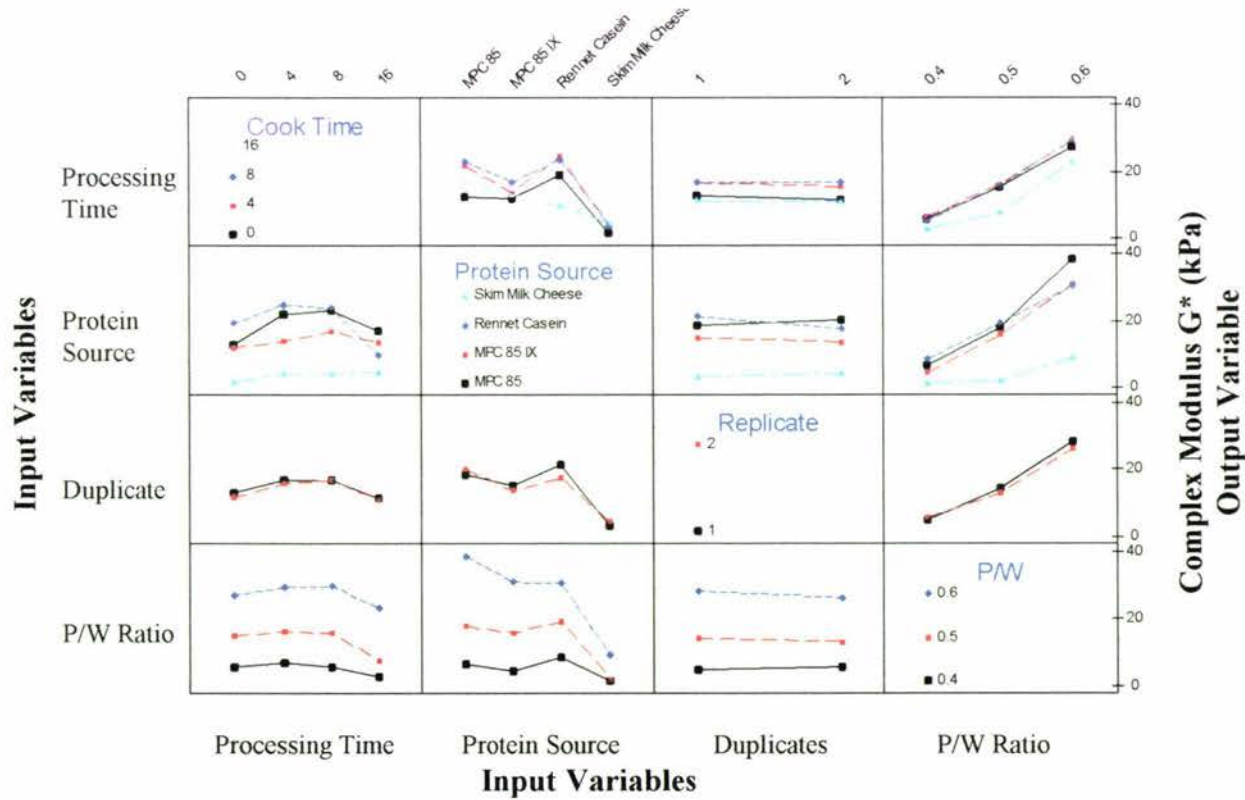 0 4 8 16 MPC 85 MPC 85 IX Rennet Casein Skim Milk Cheese 1 2 0.4 0.5 0.6
Cook Time
16
8
4
0
Processing
Time
40
20
0
Protein Source
Skim Milk Cheese
Rennet Casein
MPC 85 IX
MPC 85
Protein
Source
40
20
0
Replicate
2
1
Duplicate
40
20
0
P/W
0.6
0.5
0.4
P/W Ratio
40
20
0
Input Variables
Complex Modulus G* (kPa)
Output Variable
Processing Time Protein Source Duplicates P/W Ratio
Input Variables